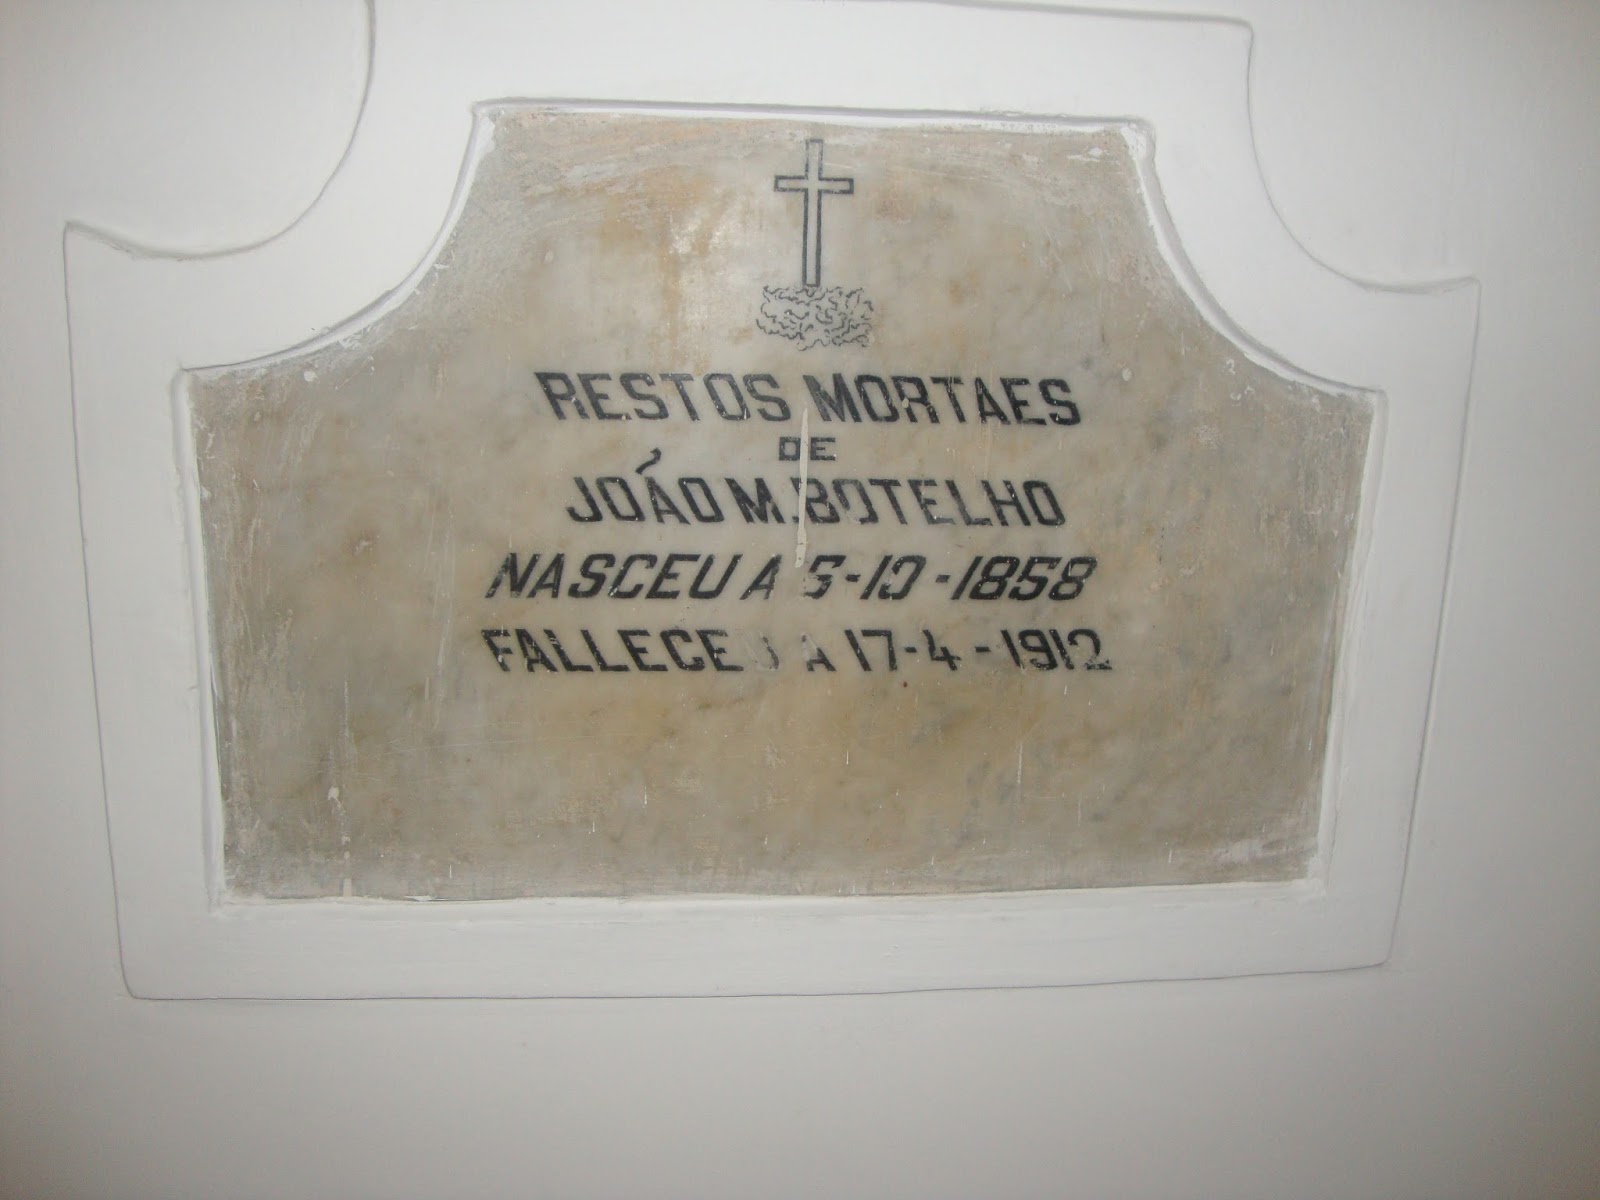 RESTOS MORTAES
DE
JOÃO M. BOTELHO
NASCEU A 5-10-1858
FALLECEU A 17-4-1912